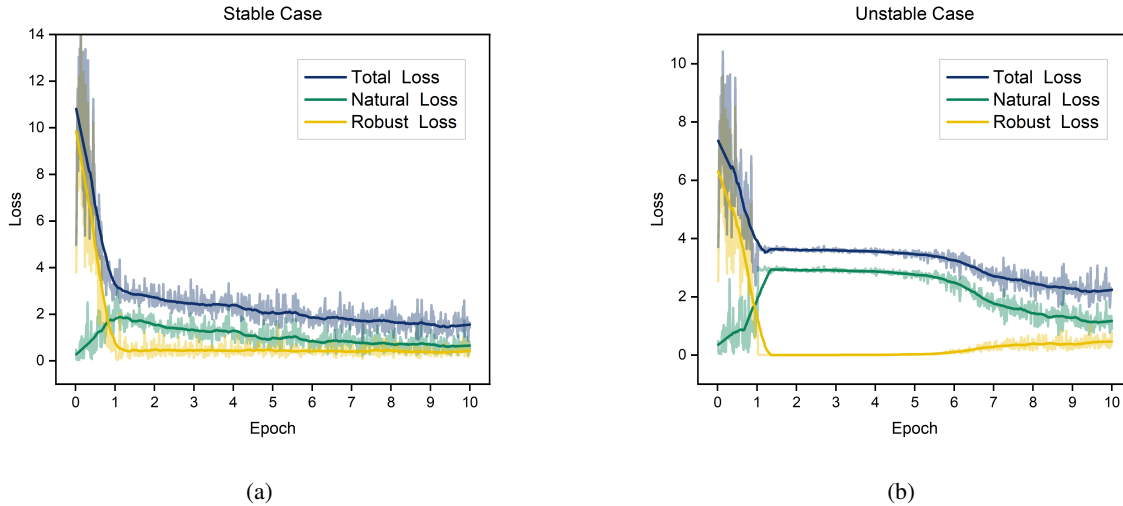 Stable Case
14
12
10
8
6
4
2
0
Loss
Total Loss
Natural Loss
Robust Loss
0 1 2 3 4 5 6 7 8 9 10
Epoch
(a)
Unstable Case
10
8
6
4
2
0
Loss
Total Loss
Natural Loss
Robust Loss
0 1 2 3 4 5 6 7 8 9 10
Epoch
(b)